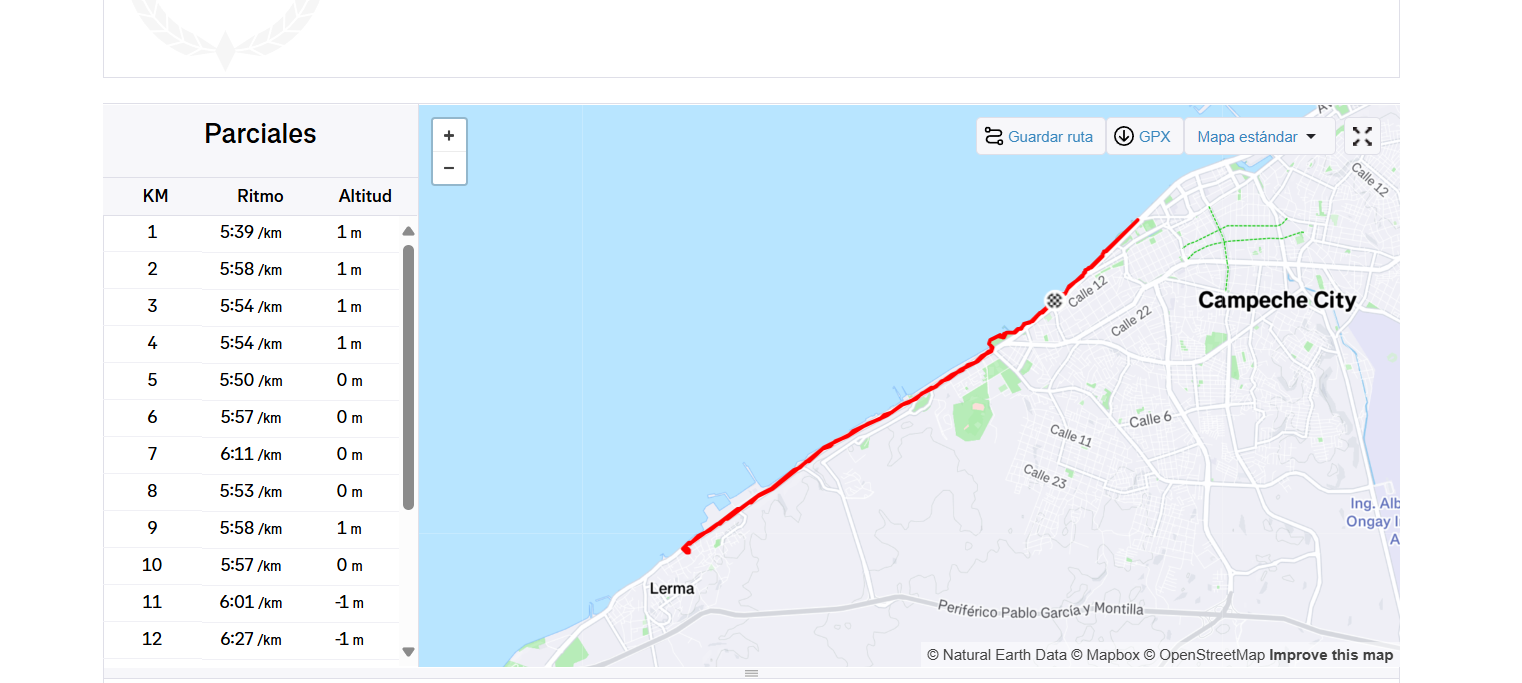 Parciales
KM Ritmo Altitud
1 5:39 /km 1 m
2 5:58 /km 1 m
3 5:54 /km 1 m
4 5:54 /km 1 m
5 5:50 /km 0 m
6 5:57 /km 0 m
7 6:11 /km 0 m
8 5:53 /km 0 m
9 5:58 /km 1 m
10 5:57 /km 0 m
11 6:01 /km -1 m
12 6:27 /km -1 m
+
−
Guardar ruta
GPX
Mapa estándar
Calle 12
Calle 12
Campeche City
Calle 22
Calle 6
Calle 11
Calle 23
Ing. Alb
Ongay I
A
Lerma
Periférico Pablo García y Montilla
© Natural Earth Data © Mapbox © OpenStreetMap Improve this map